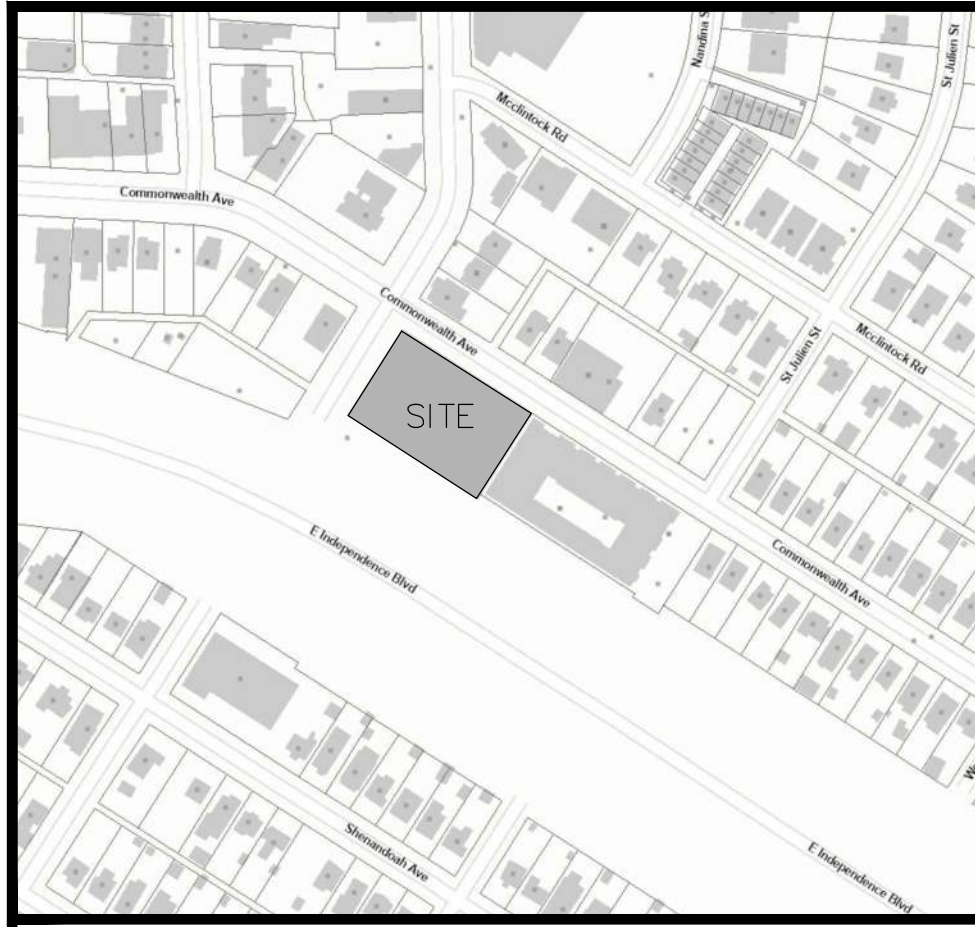 Nandina S
St Julien St
Mcclintock Rd
Commonwealth Ave
Commonwealth Ave
SITE
St Julien St
Mcclintock Rd
E Independence Blvd
Commonwealth Ave
We
Shenandoah Ave
E Independence Blvd